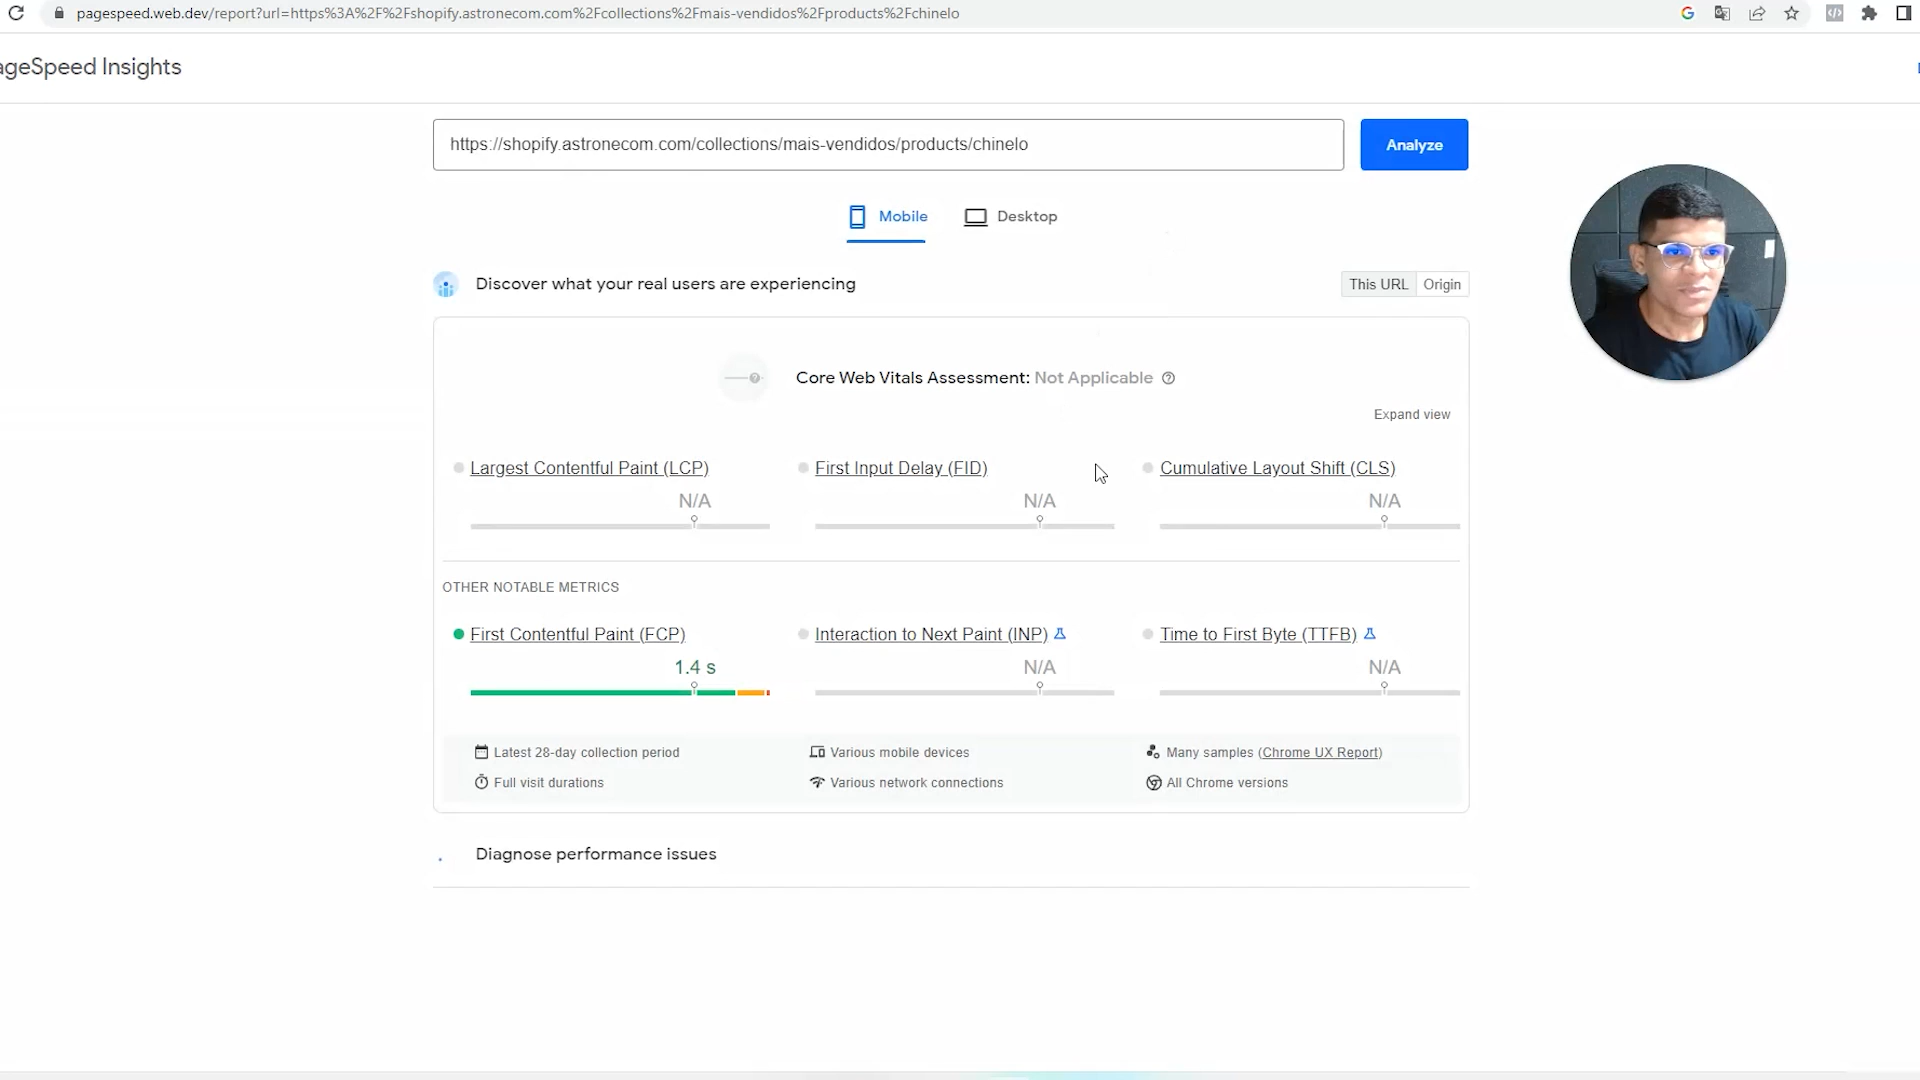 pagespeed.web.dev/report?url=https%3A%2F%2Fshopify.astronecom.com%2Fcollections%2Fmais-vendidos%2Fproducts%2Fchinelo
ageSpeed Insights
https://shopify.astronecom.com/collections/mais-vendidos/products/chinelo
Analyze
Mobile
Desktop
Discover what your real users are experiencing
This URL
Origin
Core Web Vitals Assessment: Not Applicable
Expand view
Largest Contentful Paint (LCP)
N/A
First Input Delay (FID)
N/A
Cumulative Layout Shift (CLS)
N/A
OTHER NOTABLE METRICS
First Contentful Paint (FCP)
1.4 s
Interaction to Next Paint (INP)
N/A
Time to First Byte (TTFB)
N/A
Latest 28-day collection period
Various mobile devices
Many samples (Chrome UX Report)
Full visit durations
Various network connections
All Chrome versions
Diagnose performance issues